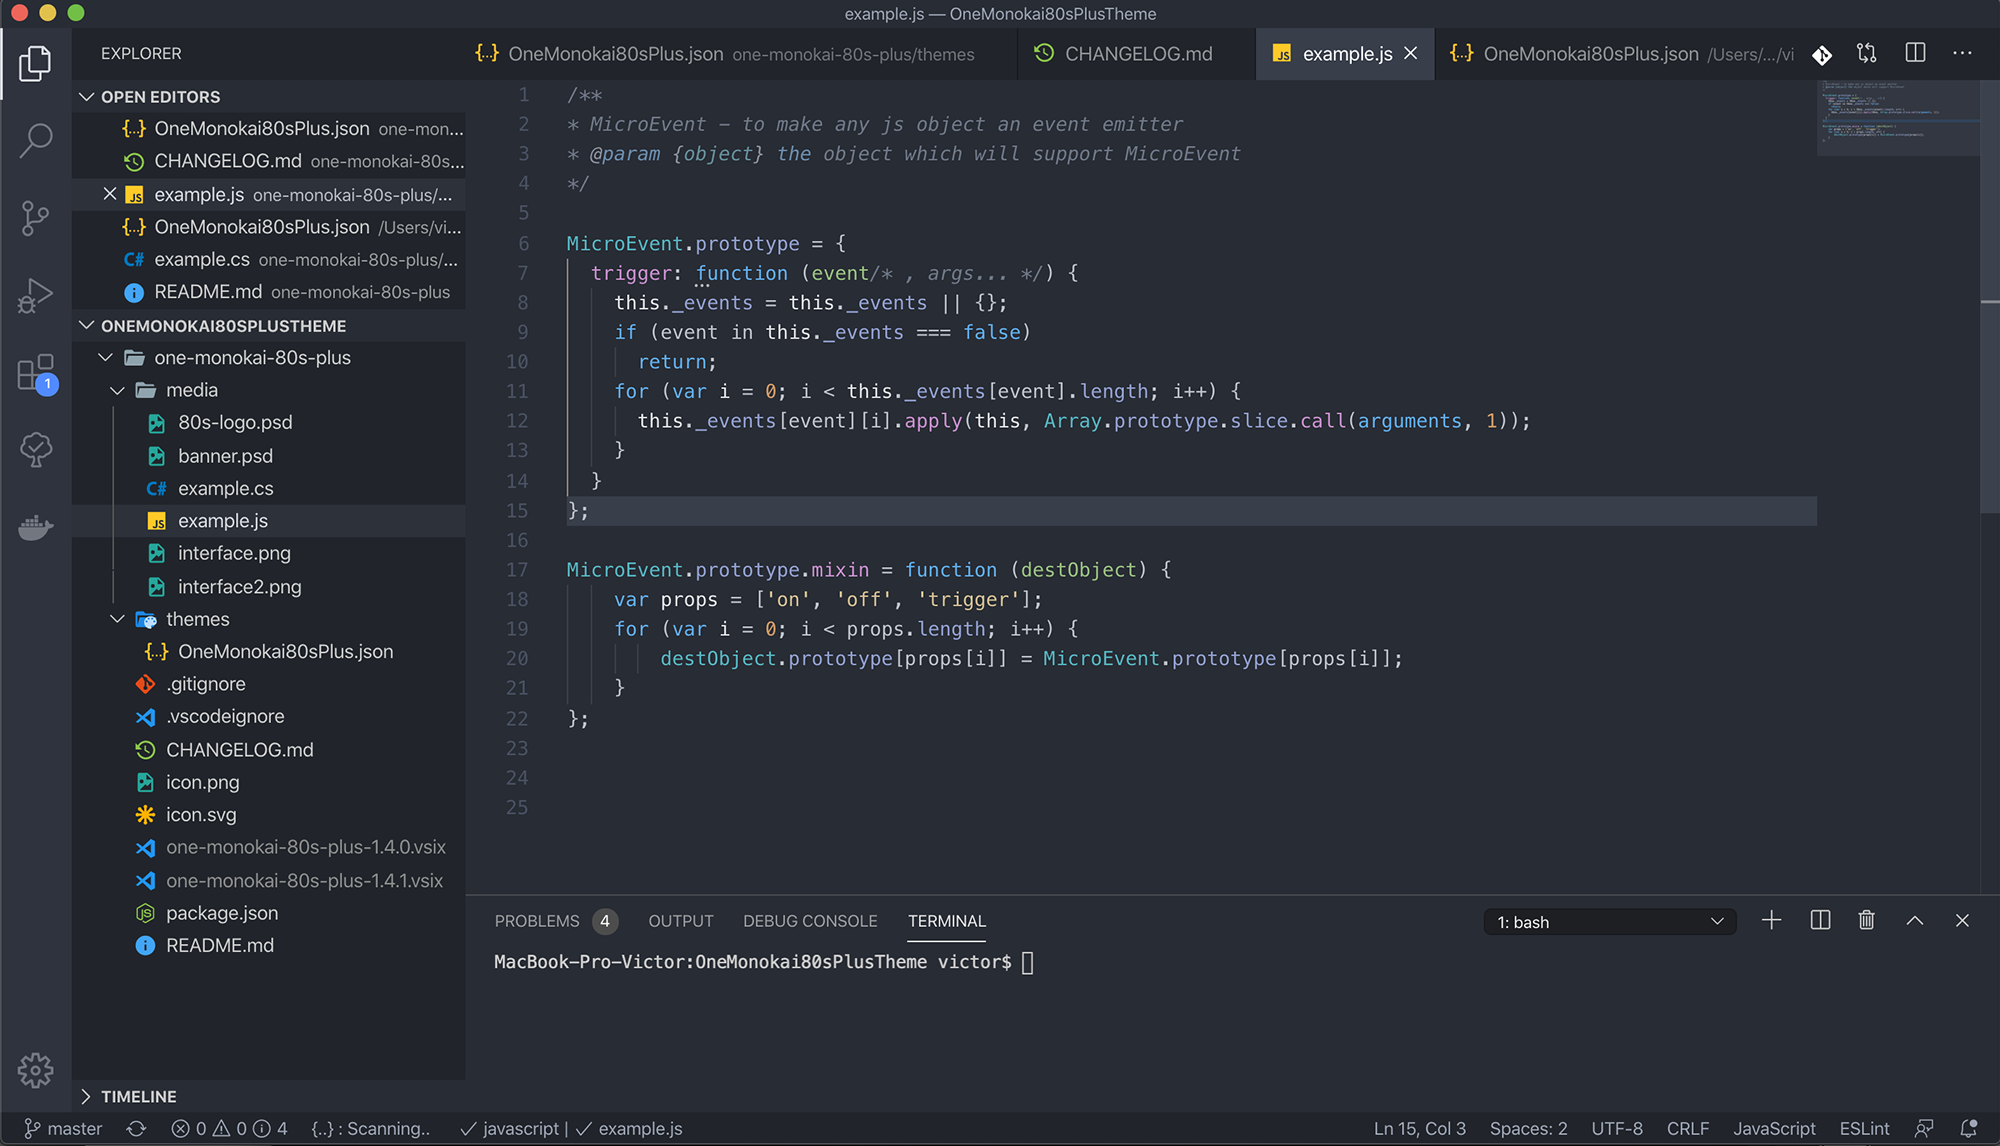 example.js — OneMonokai80sPlusTheme
EXPLORER
OPEN EDITORS
{..} OneMonokai80sPlus.json one-mon...
CHANGELOG.md one-monokai-80s...
JS example.js one-monokai-80s-plus/...
{..} OneMonokai80sPlus.json /Users/vi...
C# example.cs one-monokai-80s-plus/...
README.md one-monokai-80s-plus
ONEMONOKAI80SPLUSTHEME
one-monokai-80s-plus
media
80s-logo.psd
banner.psd
C# example.cs
JS example.js
interface.png
interface2.png
themes
{..} OneMonokai80sPlus.json
.gitignore
.vscodeignore
CHANGELOG.md
icon.png
icon.svg
one-monokai-80s-plus-1.4.0.vsix
one-monokai-80s-plus-1.4.1.vsix
package.json
README.md
TIMELINE
1
{..} OneMonokai80sPlus.json one-monokai-80s-plus/themes
CHANGELOG.md
JS example.js
{..} OneMonokai80sPlus.json /Users/.../vi
1 /**
2 * MicroEvent - to make any js object an event emitter
3 * @param {object} the object which will support MicroEvent
4 */
5
6 MicroEvent.prototype = {
7 trigger: function (event/* , args... */) {
8 this._events = this._events || {};
9 if (event in this._events === false)
10 return;
11 for (var i = 0; i < this._events[event].length; i++) {
12 this._events[event][i].apply(this, Array.prototype.slice.call(arguments, 1));
13 }
14 }
15 };
16
17 MicroEvent.prototype.mixin = function (destObject) {
18 var props = ['on', 'off', 'trigger'];
19 for (var i = 0; i < props.length; i++) {
20 destObject.prototype[props[i]] = MicroEvent.prototype[props[i]];
21 }
22 };
23
24
25
PROBLEMS 4 OUTPUT DEBUG CONSOLE TERMINAL
1: bash
MacBook-Pro-Victor:OneMonokai80sPlusTheme victor$
master 0 0 4 {..} : Scanning.. ✓ javascript | ✓ example.js
Ln 15, Col 3 Spaces: 2 UTF-8 CRLF JavaScript ESLint